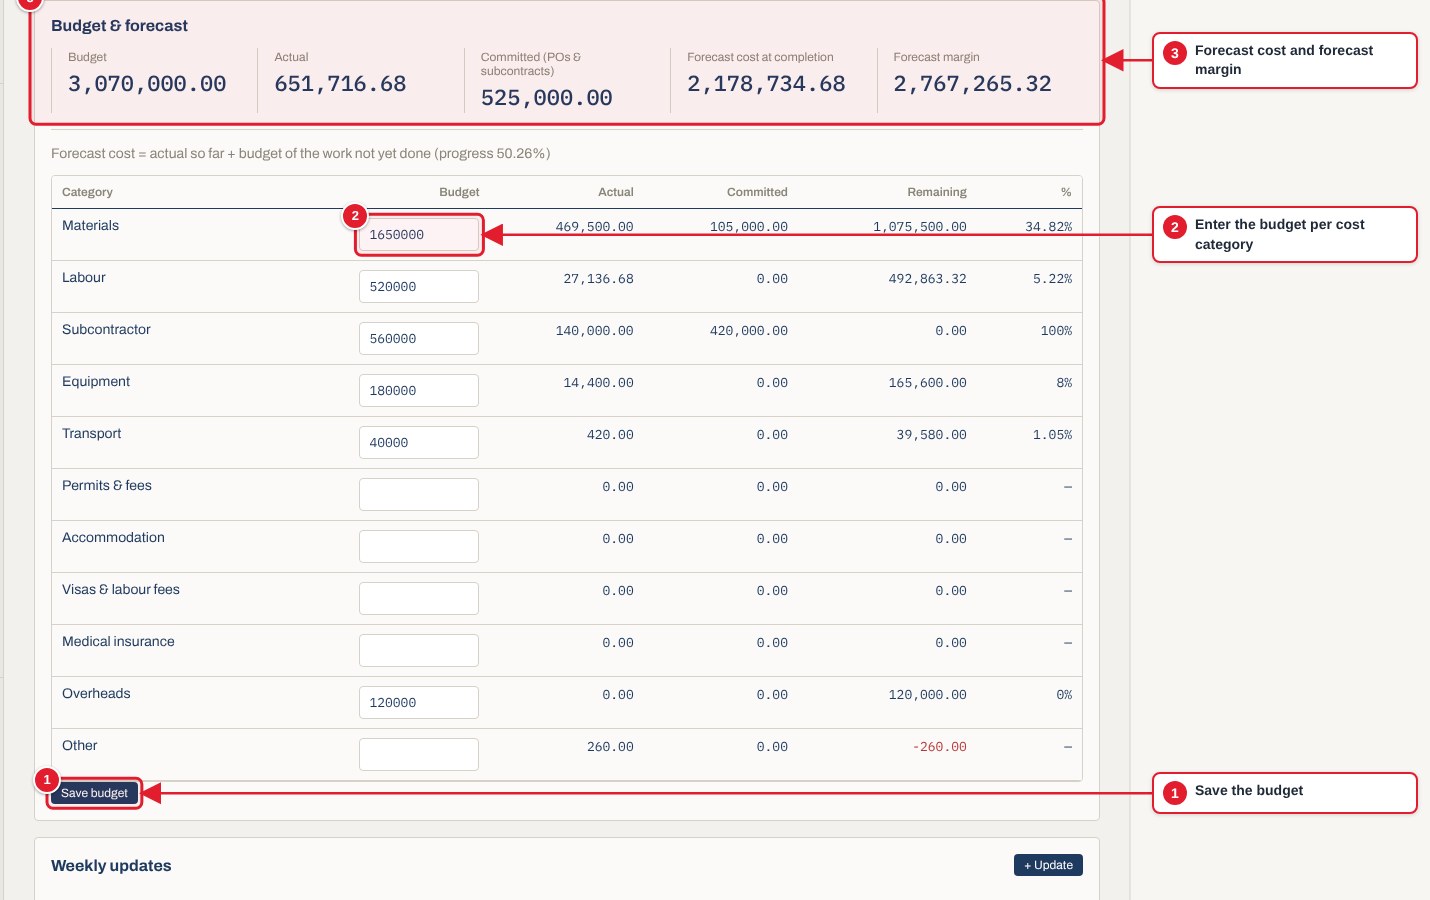 Budget & forecast
Budget
3,070,000.00
Actual
651,716.68
Committed (POs &
subcontracts)
525,000.00
Forecast cost at completion
2,178,734.68
Forecast margin
2,767,265.32
3 Forecast cost and forecast
margin
Forecast cost = actual so far + budget of the work not yet done (progress 50.26%)
Category Budget Actual Committed Remaining %
2
Materials 1650000 469,500.00 105,000.00 1,075,500.00 34.82%
2 Enter the budget per cost
category
Labour 520000 27,136.68 0.00 492,863.32 5.22%
Subcontractor 560000 140,000.00 420,000.00 0.00 100%
Equipment 180000 14,400.00 0.00 165,600.00 8%
Transport 40000 420.00 0.00 39,580.00 1.05%
Permits & fees 0.00 0.00 0.00 —
Accommodation 0.00 0.00 0.00 —
Visas & labour fees 0.00 0.00 0.00 —
Medical insurance 0.00 0.00 0.00 —
Overheads 120000 0.00 0.00 120,000.00 0%
Other 260.00 0.00 -260.00 —
1
Save budget
1 Save the budget
Weekly updates
+ Update